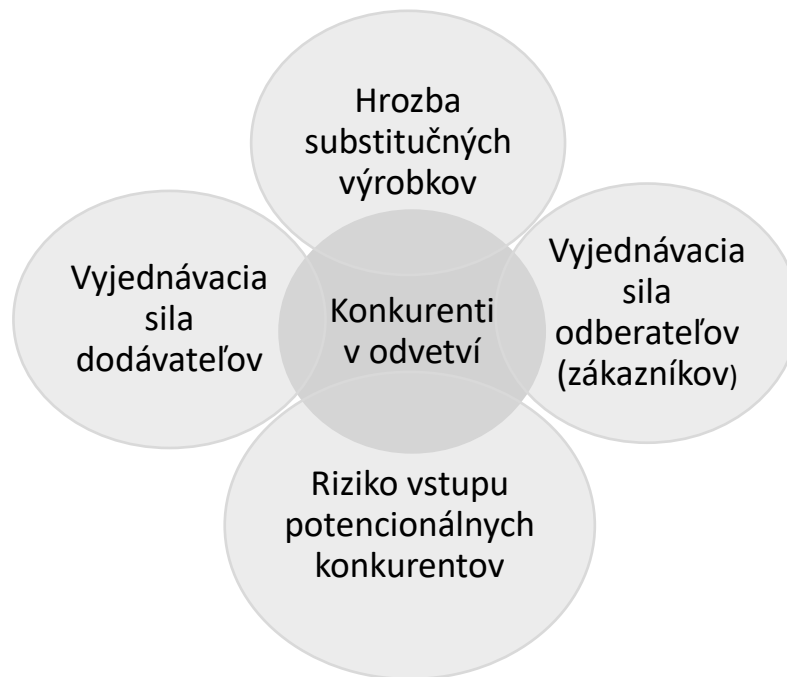 Hrozba
substitučných
výrobkov
Vyjednávacia
sila
dodávateľov
Konkurenti
v odvetví
Vyjednávacia
sila
odberateľov
(zákazníkov)
Riziko vstupu
potencionálnych
konkurentov